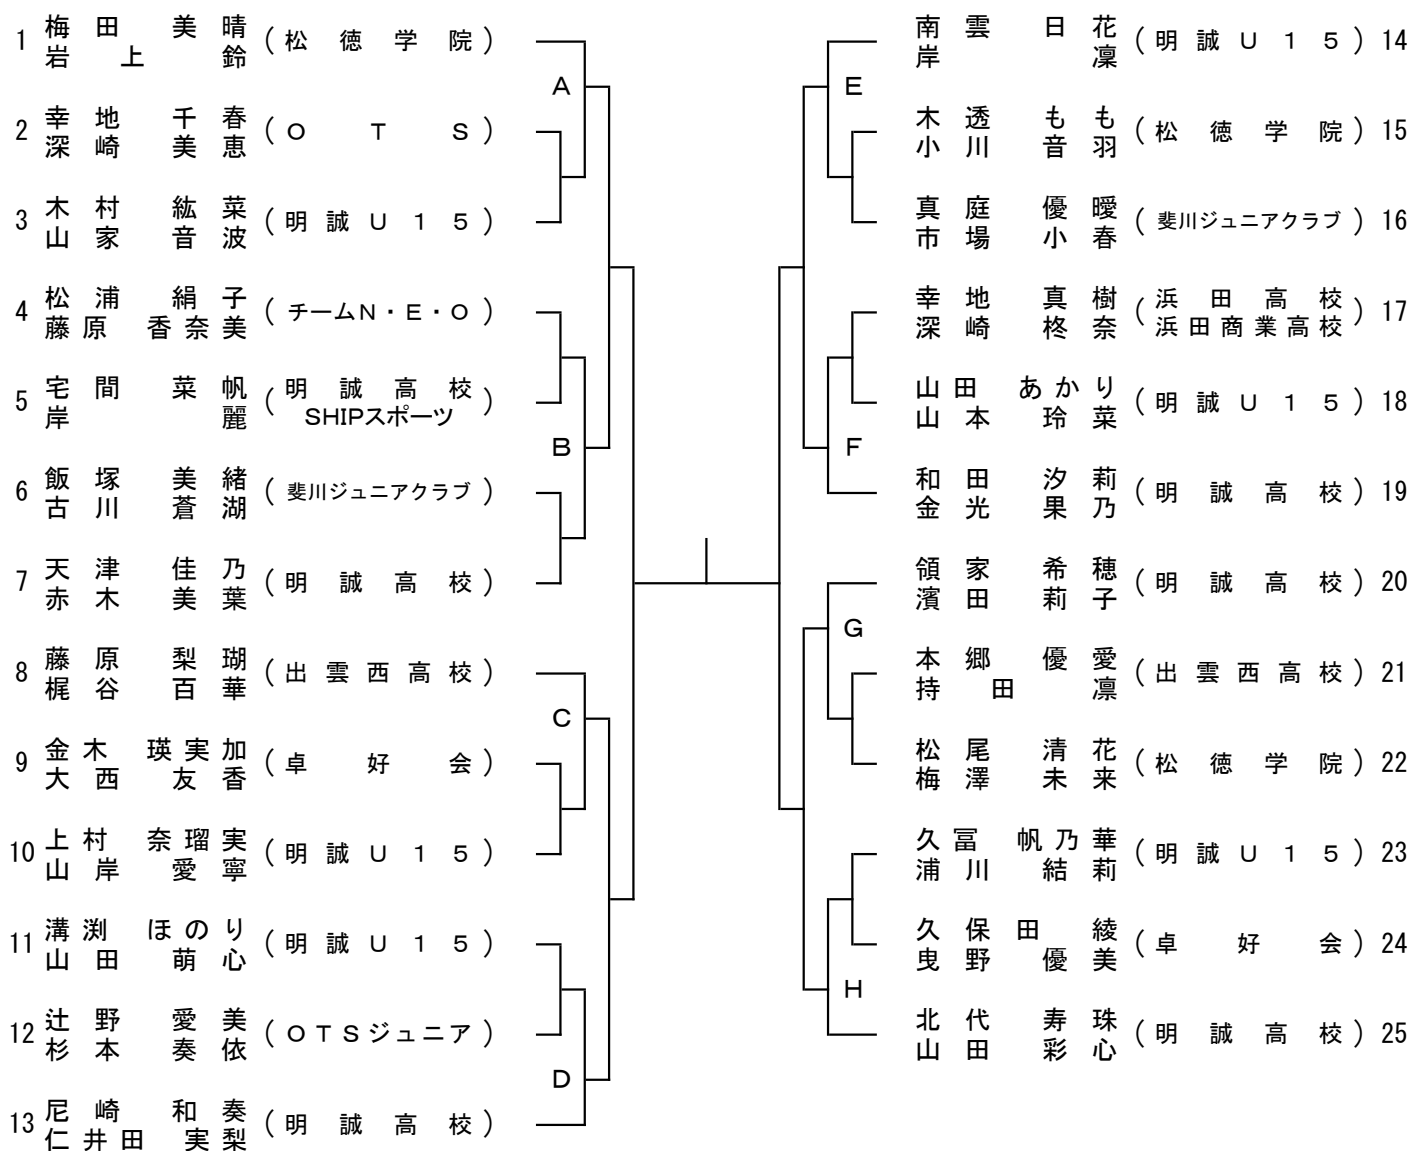 1 梅田 美晴 (松徳学院)
岩上 鈴
2 幸地 千春 (OTS)
深崎 美恵
3 木村 紘菜 (明誠U15)
山家 音波
4 松浦 絹子 (チームN・E・O)
藤原 香奈美
5 宅間 菜帆 (明誠高校
岸 麗 SHIPスポーツ)
6 飯塚 美緒 (斐川ジュニアクラブ)
古川 蒼湖
7 天津 佳乃 (明誠高校)
赤木 美葉
8 藤原 梨瑚 (出雲西高校)
梶谷 百華
9 金木 瑛実加 (卓好会)
大西 友香
10 上村 奈瑠実 (明誠U15)
山岸 愛寧
11 溝渕 ほのり (明誠U15)
山田 萌心
12 辻野 愛美 (OTSジュニア)
杉本 奏依
13 尼崎 和奏 (明誠高校)
仁井田 実梨
A
B
C
D
南雲 日花 (明誠U15) 14
岸 凜
木透 もも (松徳学院) 15
小川 音羽
真庭 優曖 (斐川ジュニアクラブ) 16
市場 小春
幸地 真樹 (浜田高校 17
深崎 柊奈 浜田商業高校)
山田 あかり (明誠U15) 18
山本 玲菜
和田 汐莉 (明誠高校) 19
金光 果乃
領家 希穂 (明誠高校) 20
濱田 莉子
本郷 優愛 (出雲西高校) 21
持田 凛
松尾 清花 (松徳学院) 22
梅澤 未来
久冨 帆乃華 (明誠U15) 23
浦川 結莉
久保田 綾 (卓好会) 24
曳野 優美
北代 寿珠 (明誠高校) 25
山田 彩心
E
F
G
H